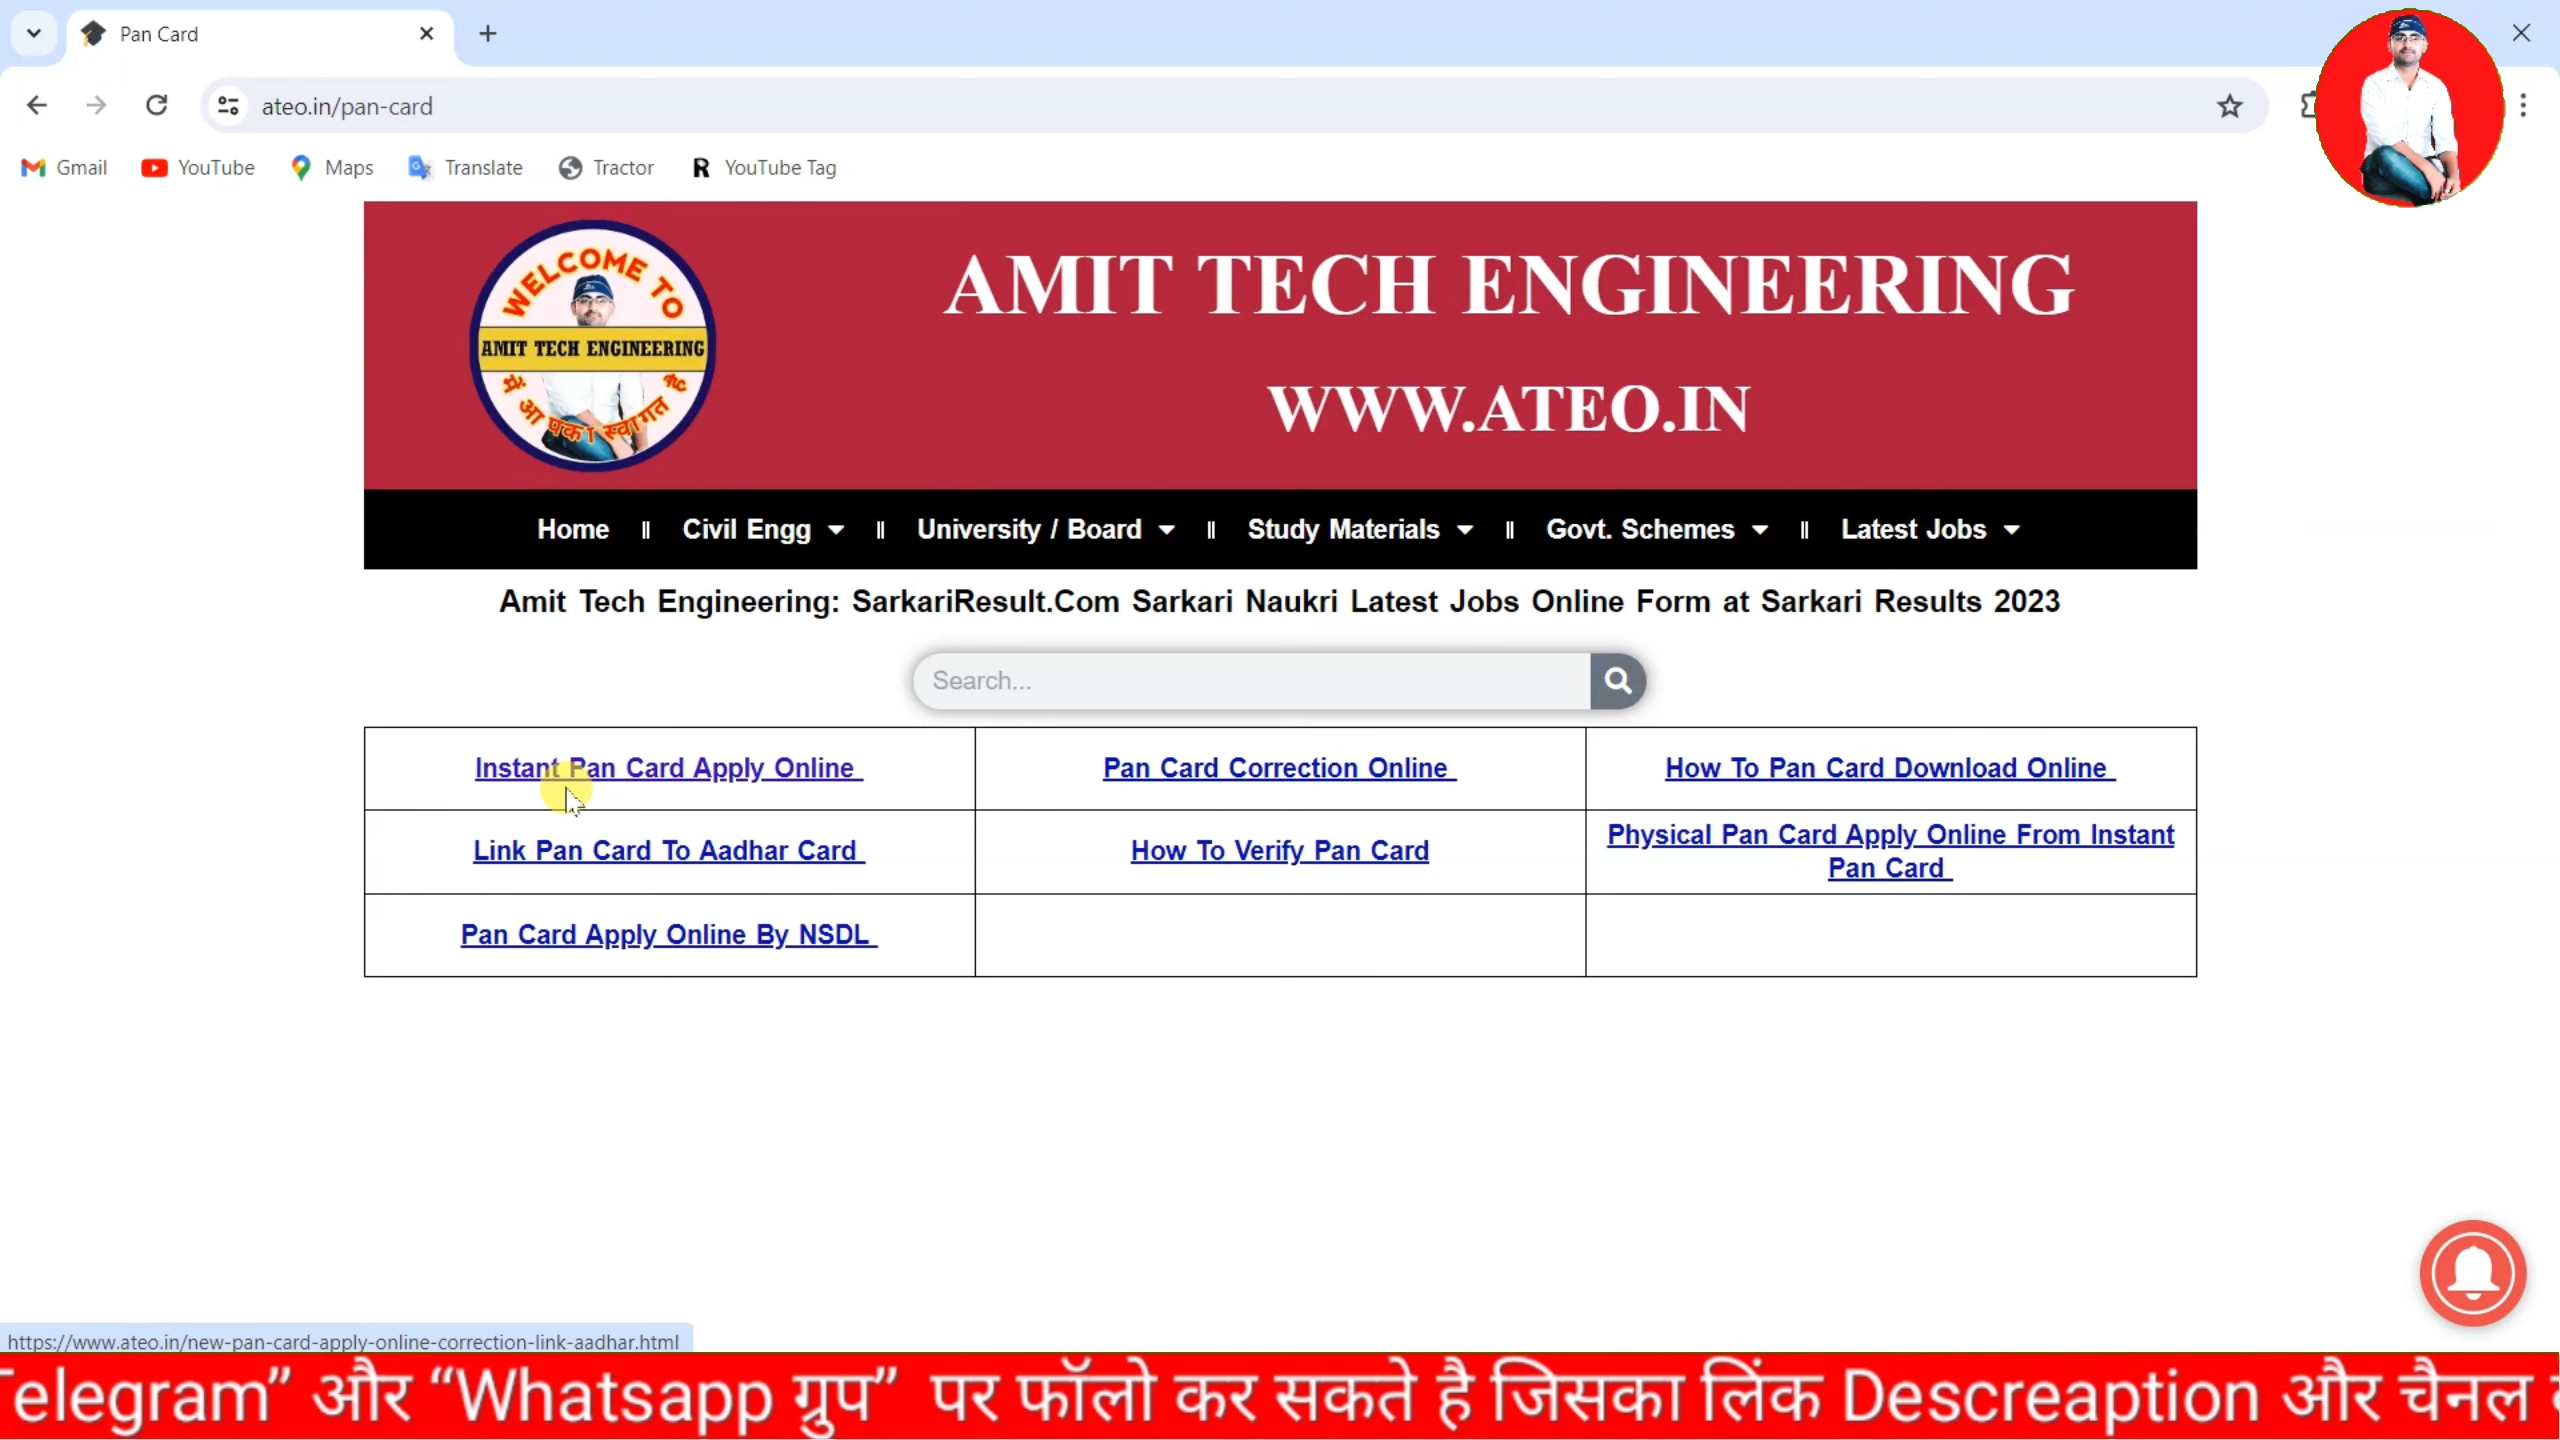 Pan Card
ateo.in/pan-card
Gmail YouTube Maps Translate Tractor YouTube Tag
WELCOME TO
AMIT TECH ENGINEERING
आपका स्वागत
AMIT TECH ENGINEERING
WWW.ATEO.IN
Home || Civil Engg || University / Board || Study Materials || Govt. Schemes || Latest Jobs
Amit Tech Engineering: SarkariResult.Com Sarkari Naukri Latest Jobs Online Form at Sarkari Results 2023
Search...
Instant Pan Card Apply Online
Pan Card Correction Online
How To Pan Card Download Online
Link Pan Card To Aadhar Card
How To Verify Pan Card
Physical Pan Card Apply Online From Instant
Pan Card
Pan Card Apply Online By NSDL
https://www.ateo.in/new-pan-card-apply-online-correction-link-aadhar.html
Telegram” और “Whatsapp ग्रुप” पर फॉलो कर सकते है जिसका लिंक Descreaption और चैनल